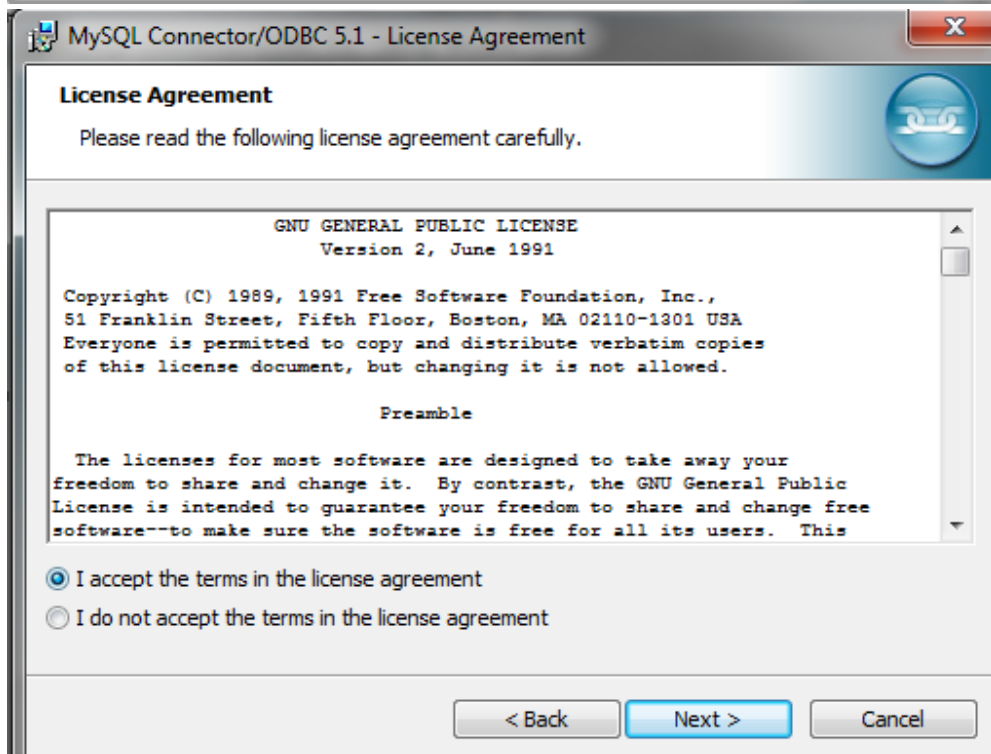 MySQL Connector/ODBC 5.1 - License Agreement
License Agreement
Please read the following license agreement carefully.
GNU GENERAL PUBLIC LICENSE
Version 2, June 1991
Copyright (C) 1989, 1991 Free Software Foundation, Inc.,
51 Franklin Street, Fifth Floor, Boston, MA 02110-1301 USA
Everyone is permitted to copy and distribute verbatim copies
of this license document, but changing it is not allowed.
Preamble
The licenses for most software are designed to take away your
freedom to share and change it.  By contrast, the GNU General Public
License is intended to guarantee your freedom to share and change free
software--to make sure the software is free for all its users.  This
I accept the terms in the license agreement
I do not accept the terms in the license agreement
< Back
Next >
Cancel